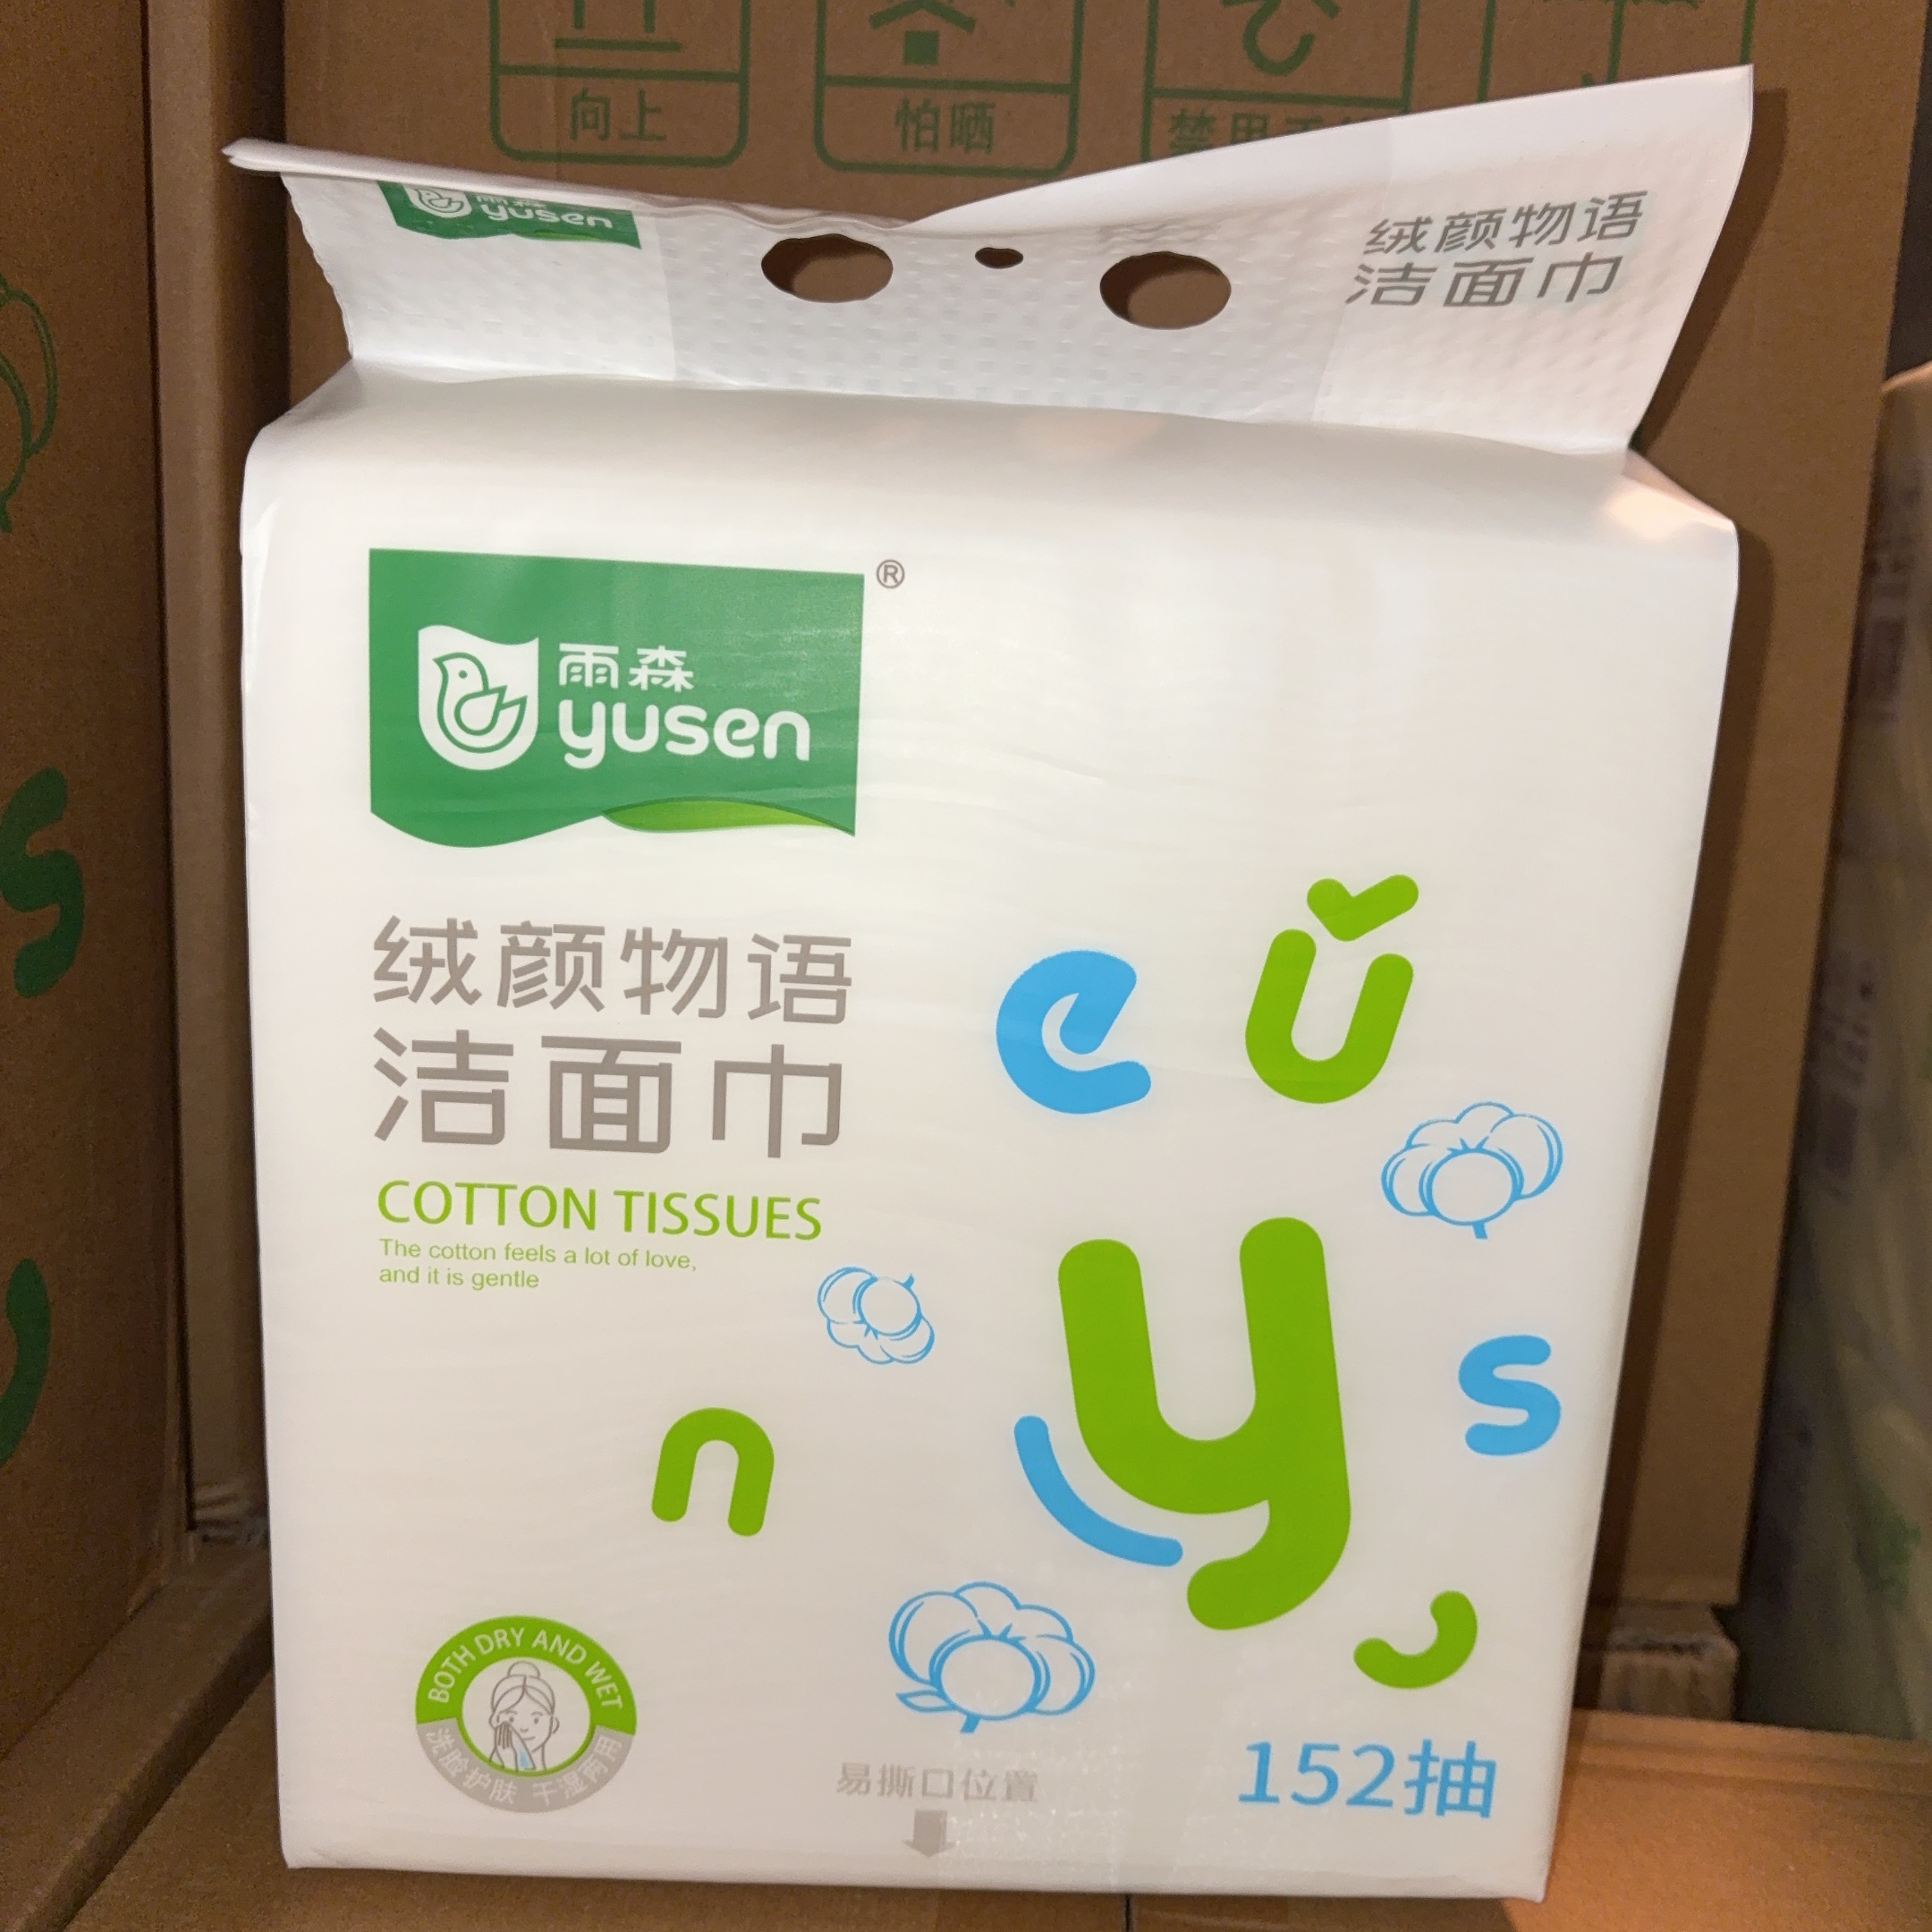 向上
怕晒
雨森
yusen
绒颜物语
洁面巾
®
雨森
yusen
绒颜物语
洁面巾
COTTON TISSUES
The cotton feels a lot of love,
and it is gentle
e ǔ
y
s
n
BOTH DRY AND WET
洗脸护肤 干湿两用
易撕口位置
152抽
s